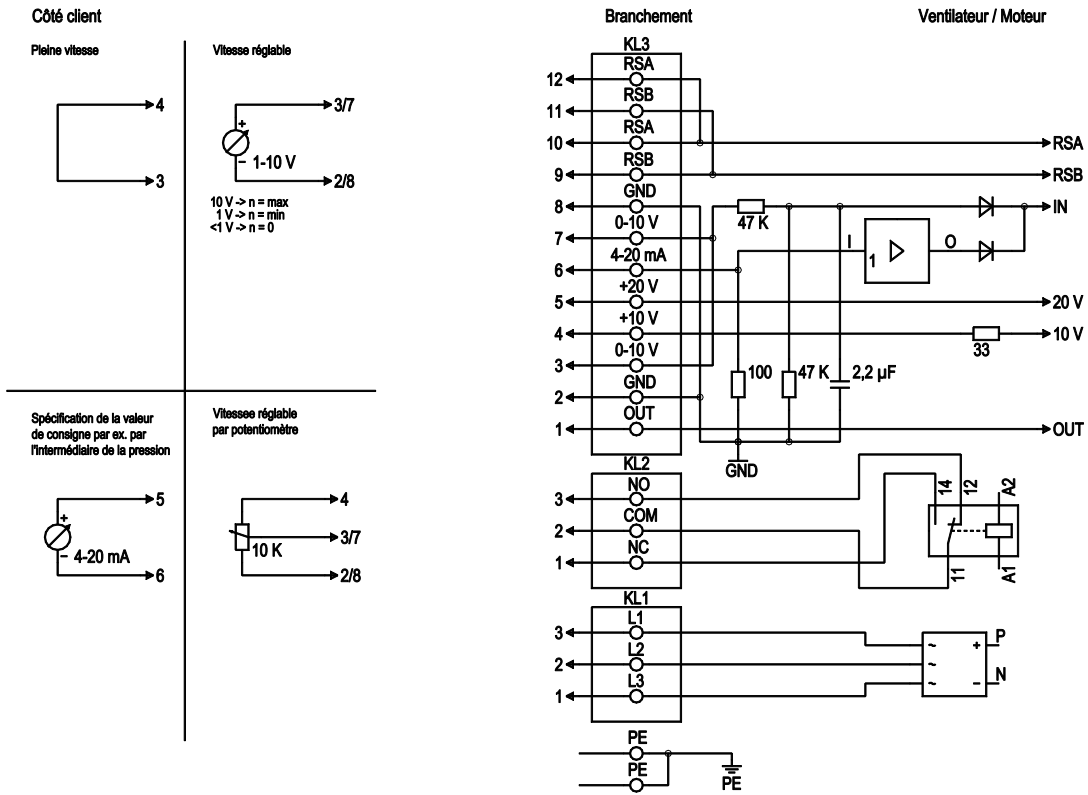 Côté client
Branchement
Ventilateur / Moteur
Pleine vitesse
4
3
Vitesse réglable
3/7
+
1-10 V
–
2/8
10 V -> n = max
1 V -> n = min
<1 V -> n = 0
Spécification de la valeur
de consigne par ex. par
l'intermédiaire de la pression
5
+
4-20 mA
–
6
Vitessee réglable
par potentiomètre
4
3/7
10 K
2/8
KL3
RSA
12
RSB
11
RSA
10
RSA
RSB
9
RSB
GND
8
47 K
IN
0-10 V
7
I
1
O
4-20 mA
6
+20 V
5
20 V
+10 V
4
33
10 V
0-10 V
3
100
47 K
2,2 µF
GND
2
OUT
1
OUT
GND
KL2
NO
3
COM
2
NC
1
14
12
A2
11
A1
KL1
L1
3
L2
2
L3
1
~
~
~
+
–
P
N
PE
PE
PE